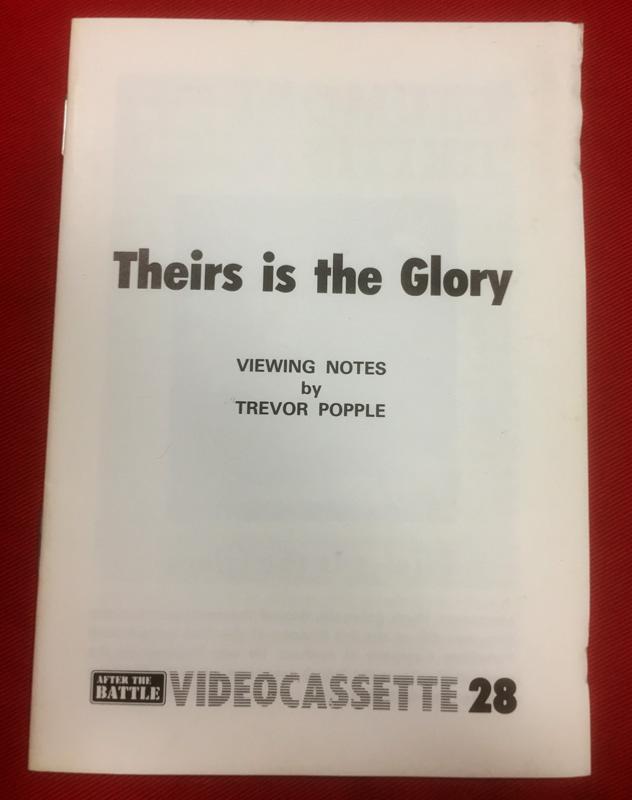 Theirs is the Glory
VIEWING NOTES
by
TREVOR POPPLE
AFTER THE
BATTLE
VIDEOCASSETTE 28